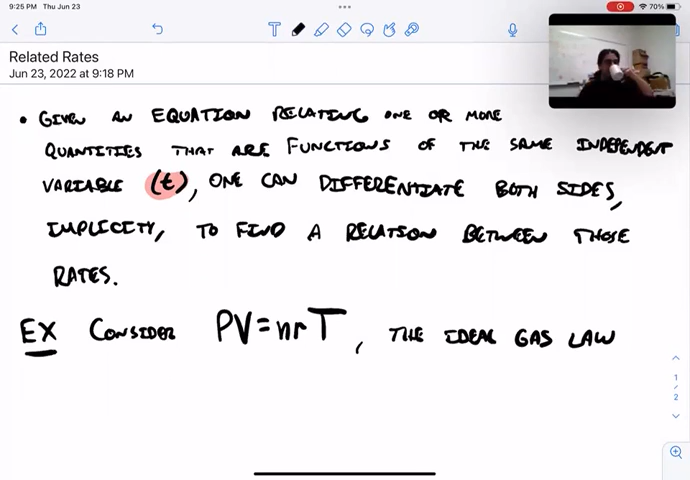 9:25 PM Thu Jun 23
70%
Related Rates
Jun 23, 2022 at 9:18 PM
• GIVEN AN EQUATION RELATING ONE OR MORE
QUANTITIES THAT ARE FUNCTIONS OF THE SAME INDEPENDENT
VARIABLE (t), ONE CAN DIFFERENTIATE BOTH SIDES,
IMPLICITY, TO FIND A RELATION BETWEEN THOSE
RATES.
EX CONSIDER PV=nrT, THE IDEAL GAS LAW
1
/
2